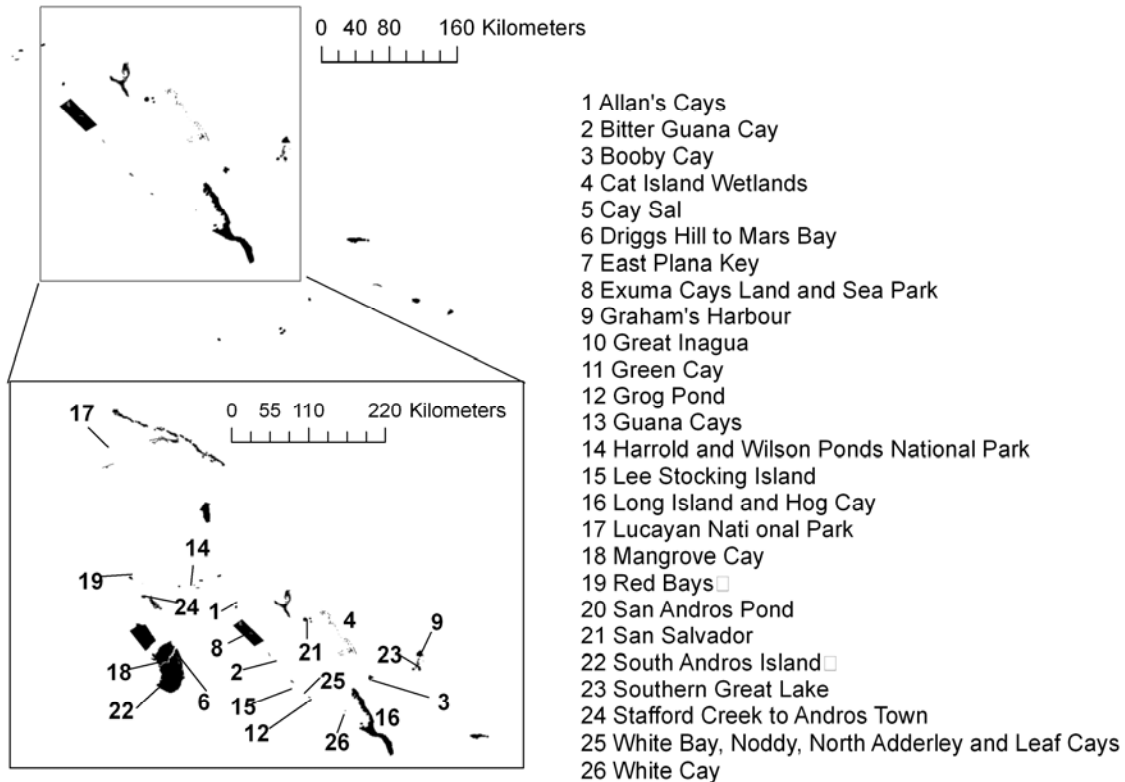 0 40 80 160 Kilometers
1 Allan's Cays
2 Bitter Guana Cay
3 Booby Cay
4 Cat Island Wetlands
5 Cay Sal
6 Driggs Hill to Mars Bay
7 East Plana Key
8 Exuma Cays Land and Sea Park
9 Graham's Harbour
10 Great Inagua
11 Green Cay
12 Grog Pond
13 Guana Cays
14 Harrold and Wilson Ponds National Park
15 Lee Stocking Island
16 Long Island and Hog Cay
17 Lucayan Nati onal Park
18 Mangrove Cay
19 Red Bays□
20 San Andros Pond
21 San Salvador
22 South Andros Island□
23 Southern Great Lake
24 Stafford Creek to Andros Town
25 White Bay, Noddy, North Adderley and Leaf Cays
26 White Cay
0 55 110 220 Kilometers
17
14
19
24
1
4
9
8
21
23
18
2
25
22
6
15
3
16
12
26